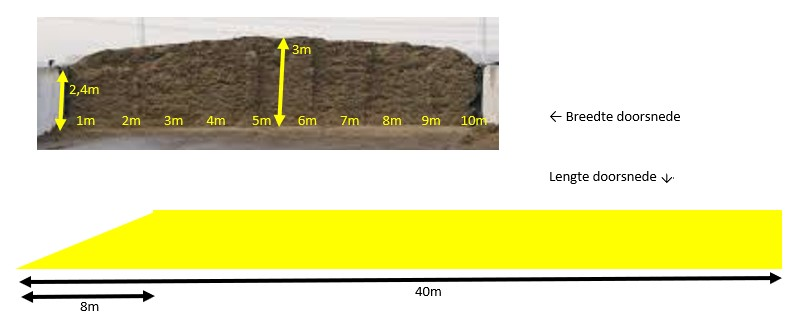 3m
2,4m
1m 2m 3m 4m 5m 6m 7m 8m 9m 10m
← Breedte doorsnede
Lengte doorsnede ↓
40m
8m